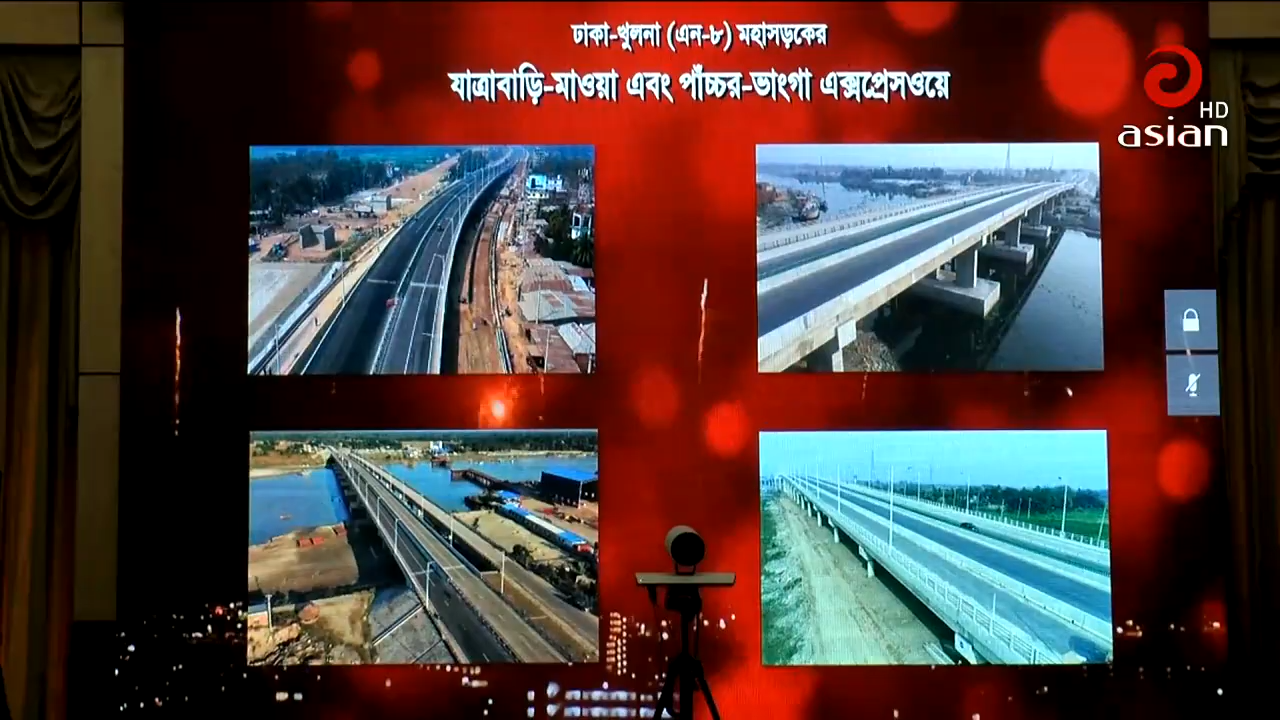 ঢাকা-খুলনা (এন-৮) মহাসড়কের
যাত্রাবাড়ি-মাওয়া এবং পাঁচ্চর-ভাংগা এক্সপ্রেসওয়ে
HD
asian